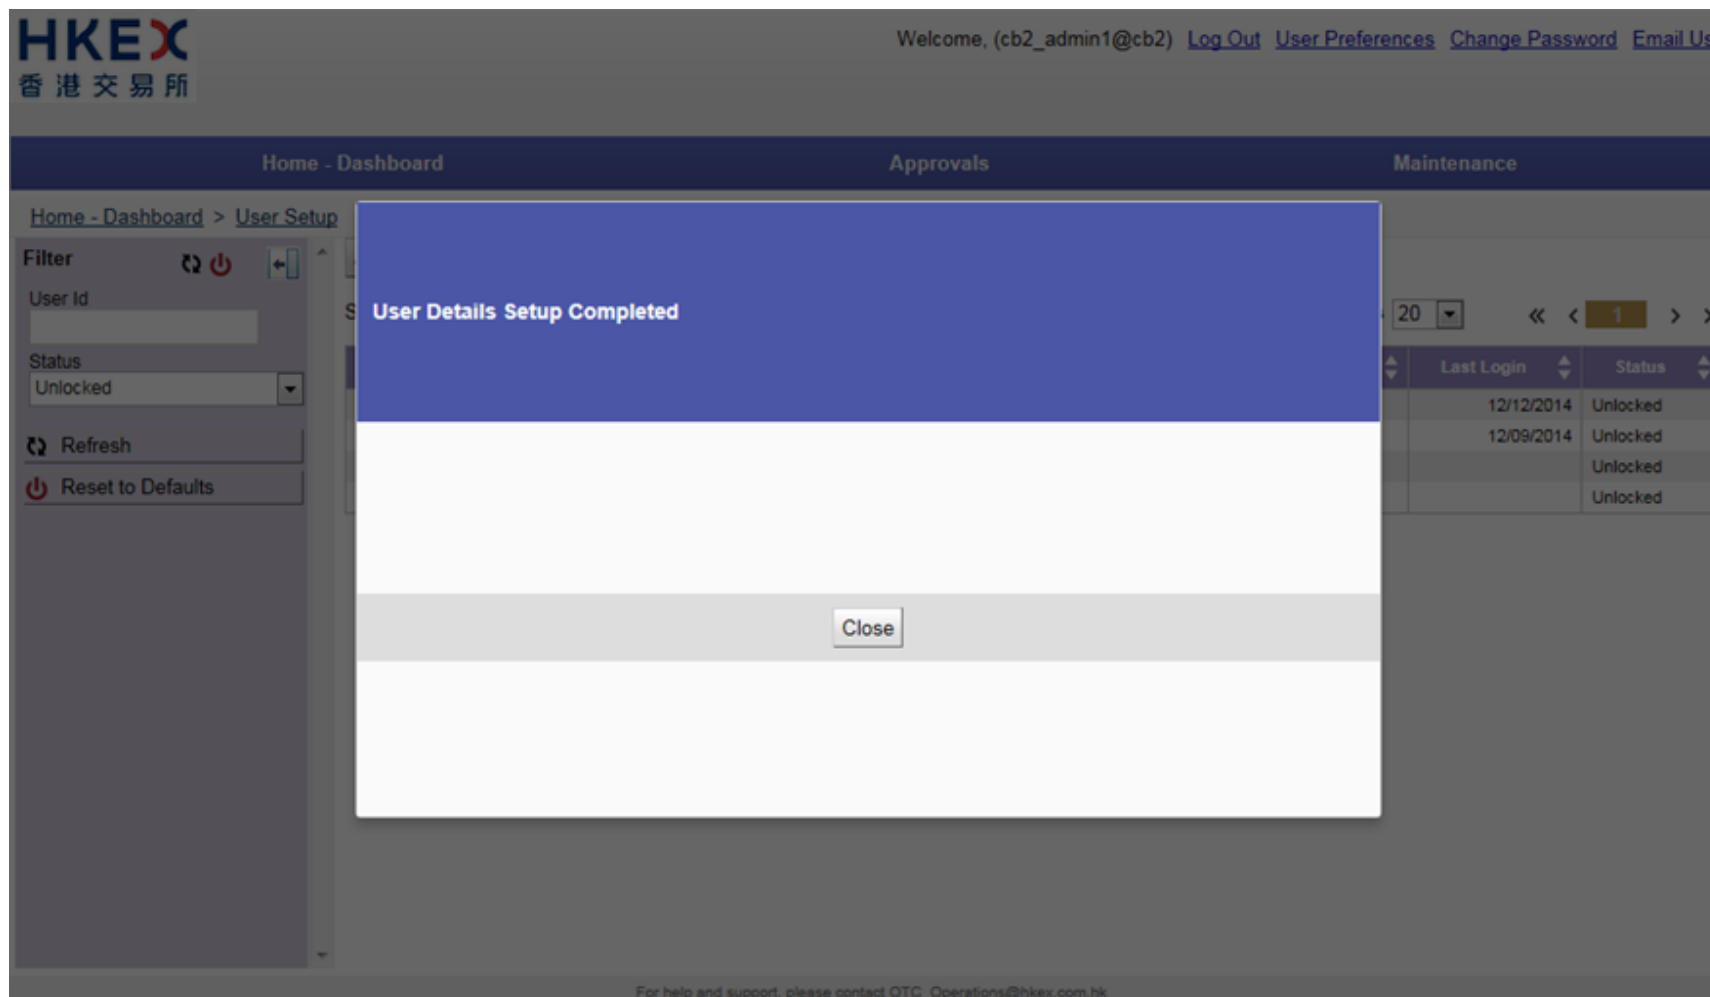 HKEX
香港交易所
Welcome, (cb2_admin1@cb2) Log Out User Preferences Change Password Email Us
Home - Dashboard Approvals Maintenance
Home - Dashboard > User Setup
Filter
User Id
Status
Unlocked
Refresh
Reset to Defaults
User Details Setup Completed
Close
20 « < 1 >
Last Login Status
12/12/2014 Unlocked
12/09/2014 Unlocked
Unlocked
Unlocked
For help and support, please contact OTC_Operations@hkex.com.hk